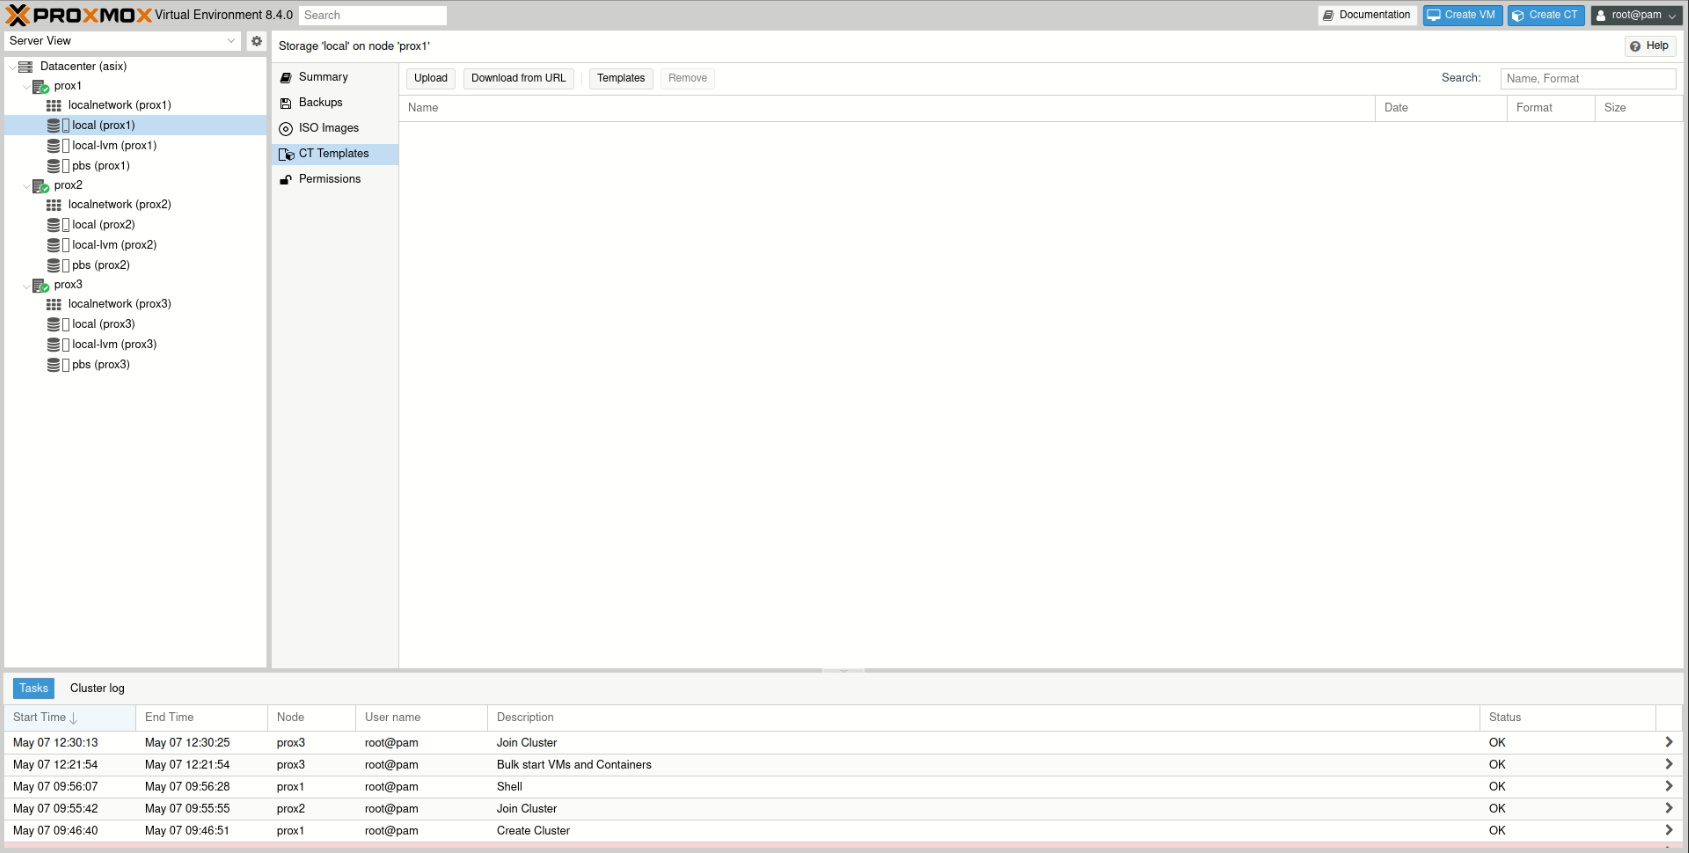 PROXMOX Virtual Environment 8.4.0 Search Documentation Create VM Create CT root@pam
Server View
Storage 'local' on node 'prox1' Help
Datacenter (asix)
prox1
localnetwork (prox1)
local (prox1)
local-lvm (prox1)
pbs (prox1)
prox2
localnetwork (prox2)
local (prox2)
local-lvm (prox2)
pbs (prox2)
prox3
localnetwork (prox3)
local (prox3)
local-lvm (prox3)
pbs (prox3)
Summary
Backups
ISO Images
CT Templates
Permissions
Upload Download from URL Templates Remove Search: Name, Format
Name Date Format Size
Tasks Cluster log
Start Time End Time Node User name Description Status
May 07 12:30:13 May 07 12:30:25 prox3 root@pam Join Cluster OK
May 07 12:21:54 May 07 12:21:54 prox3 root@pam Bulk start VMs and Containers OK
May 07 09:56:07 May 07 09:56:28 prox1 root@pam Shell OK
May 07 09:55:42 May 07 09:55:55 prox2 root@pam Join Cluster OK
May 07 09:46:40 May 07 09:46:51 prox1 root@pam Create Cluster OK